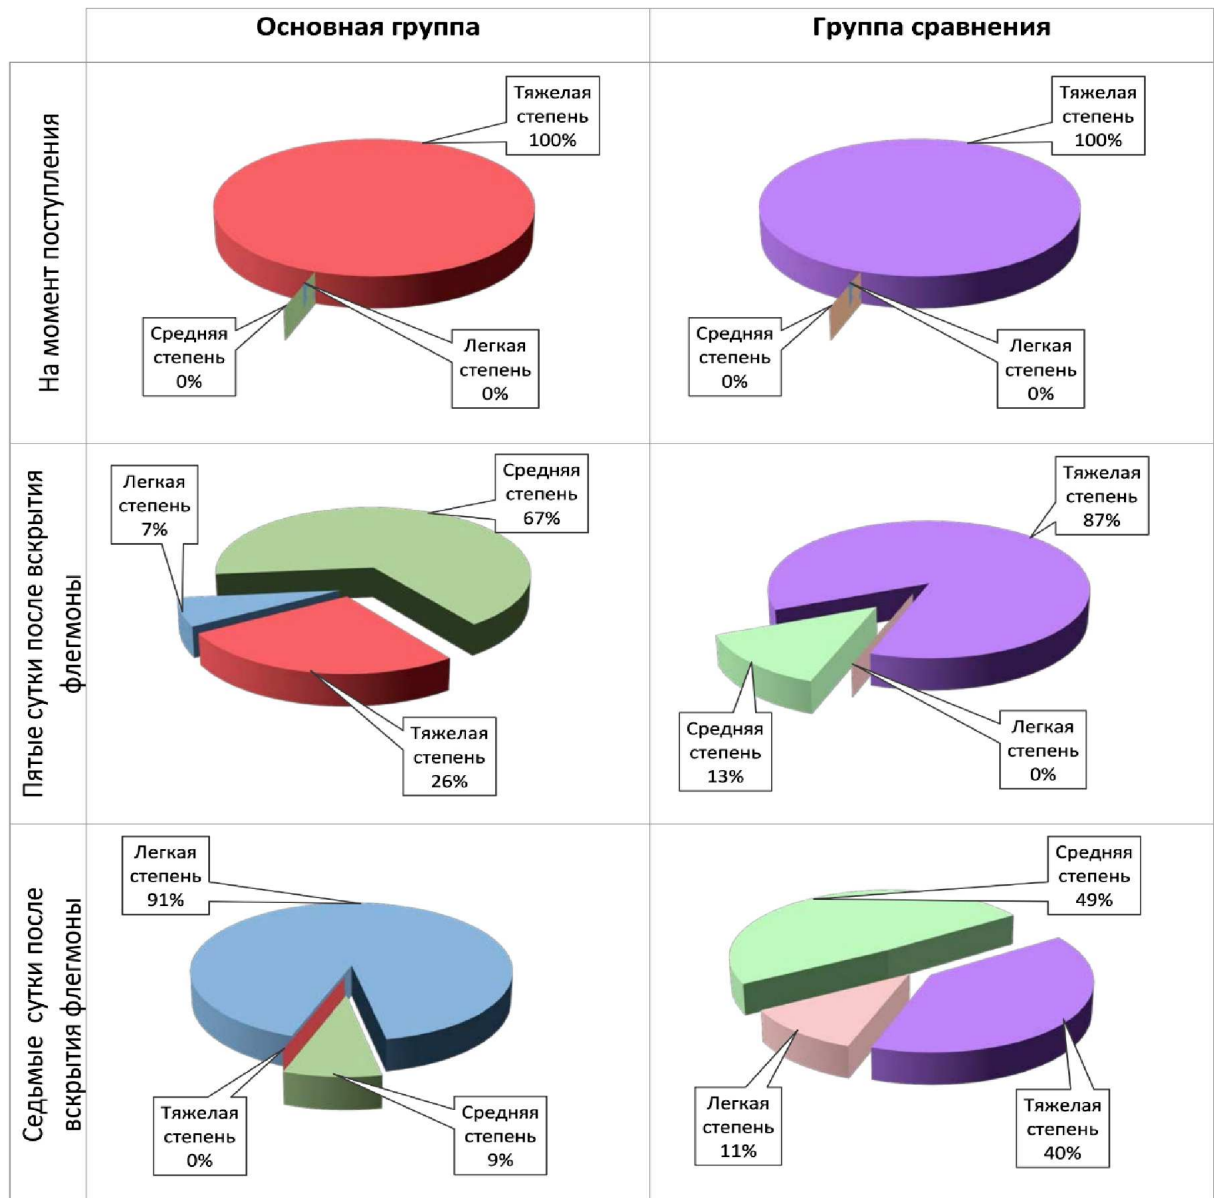 Основная группа
Группа сравнения
На момент поступления
Тяжелая
степень
100%
Средняя
степень
0%
Легкая
степень
0%
Тяжелая
степень
100%
Средняя
степень
0%
Легкая
степень
0%
Пятые сутки после вскрытия
флегмоны
Легкая
степень
7%
Средняя
степень
67%
Тяжелая
степень
26%
Тяжелая
степень
87%
Средняя
степень
13%
Легкая
степень
0%
Седьмые сутки после
вскрытия флегмоны
Легкая
степень
91%
Тяжелая
степень
0%
Средняя
степень
9%
Средняя
степень
49%
Легкая
степень
11%
Тяжелая
степень
40%